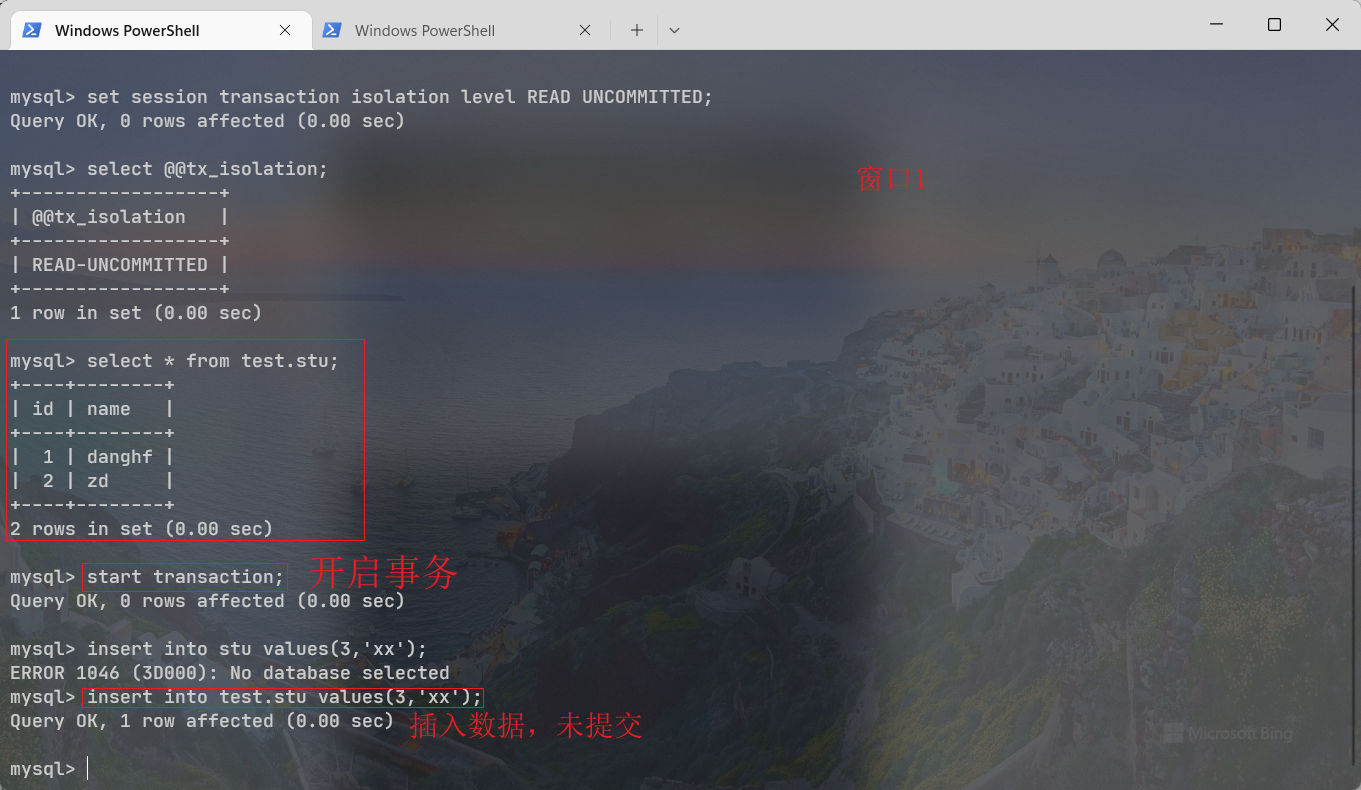 Windows PowerShell
Windows PowerShell
mysql> set session transaction isolation level READ UNCOMMITTED;
Query OK, 0 rows affected (0.00 sec)
mysql> select @@tx_isolation;
窗口1
+------------------+
| @@tx_isolation   |
+------------------+
| READ-UNCOMMITTED |
+------------------+
1 row in set (0.00 sec)
mysql> select * from test.stu;
+----+--------+
| id | name   |
+----+--------+
|  1 | danghf |
|  2 | zd     |
+----+--------+
2 rows in set (0.00 sec)
mysql> start transaction; 开启事务
Query OK, 0 rows affected (0.00 sec)
mysql> insert into stu values(3,'xx');
ERROR 1046 (3D000): No database selected
mysql> insert into test.stu values(3,'xx');
Query OK, 1 row affected (0.00 sec) 插入数据，未提交
Microsoft Bing
mysql>